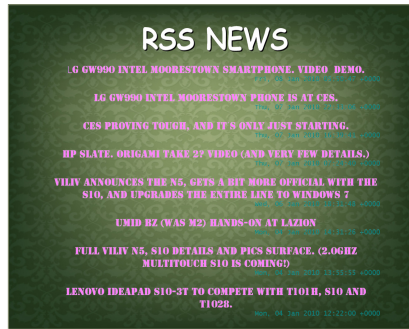 RSS NEWS
LG GW990 INTEL MOORESTOWN SMARTPHONE. VIDEO DEMO.
LG GW990 INTEL MOORESTOWN PHONE IS AT CES.
CES PROVING TOUGH, AND IT'S ONLY JUST STARTING.
HP SLATE. ORIGAMI TAKE 2? VIDEO (AND VERY FEW DETAILS.)
VILIV ANNOUNCES THE N5, GETS A BIT MORE OFFICIAL WITH THE
S10, AND UPGRADES THE ENTIRE LINE TO WINDOWS 7
UMID BZ (WAS M2) HANDS-ON AT LAZION
FULL VILIV N5, S10 DETAILS AND PICS SURFACE. (2.0GHZ
MULTITOUCH S10 IS COMING!)
Mon, 04 Jan 2010 +0000
LENOVO IDEAPAD S10-3T TO COMPETE WITH T101H, S10 AND
T1028.
Mon, 04 Jan 2010 12:22:00 +0000